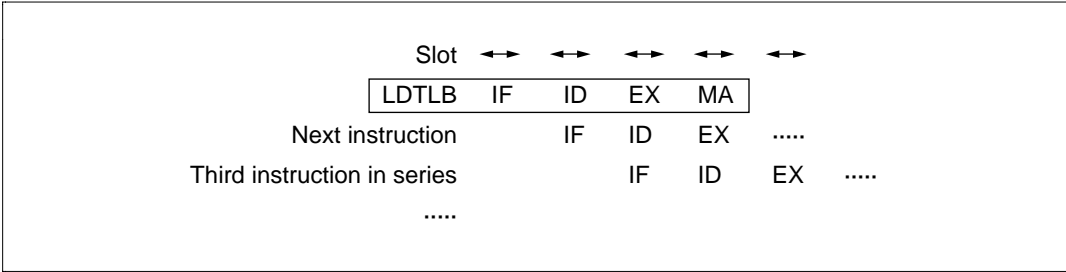 Slot
LDTLB IF ID EX MA
Next instruction IF ID EX .....
Third instruction in series IF ID EX .....
.....